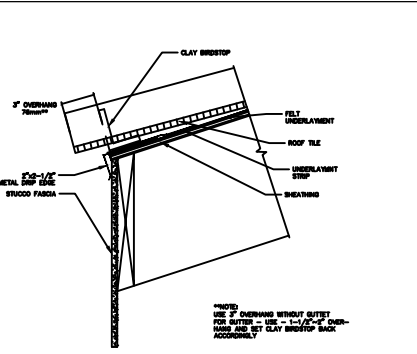 CLAY BIRDSTOP
3" OVERHANG
76mm**
FELT
UNDERLAYMENT
ROOF TILE
UNDERLAYMNT
STRIP
SHEATHING
2"x2-1/2"
METAL DRIP EDGE
STUCCO FASCIA
**NOTE:
USE 3" OVERHANG WITHOUT GUTTET
FOR GUTTER - USE - 1-1/2"-2" OVER-
HANG AND SET CLAY BIRDSTOP BACK
ACCORDINGLY